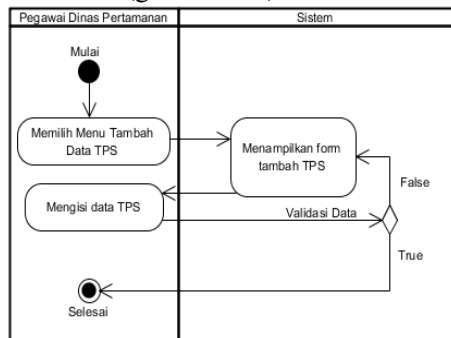 Pegawai Dinas Pertamanan
Sistem
Mulai
Memilih Menu Tambah
Data TPS
Menampilkan form
tambah TPS
False
Mengisi data TPS
Validasi Data
True
Selesai